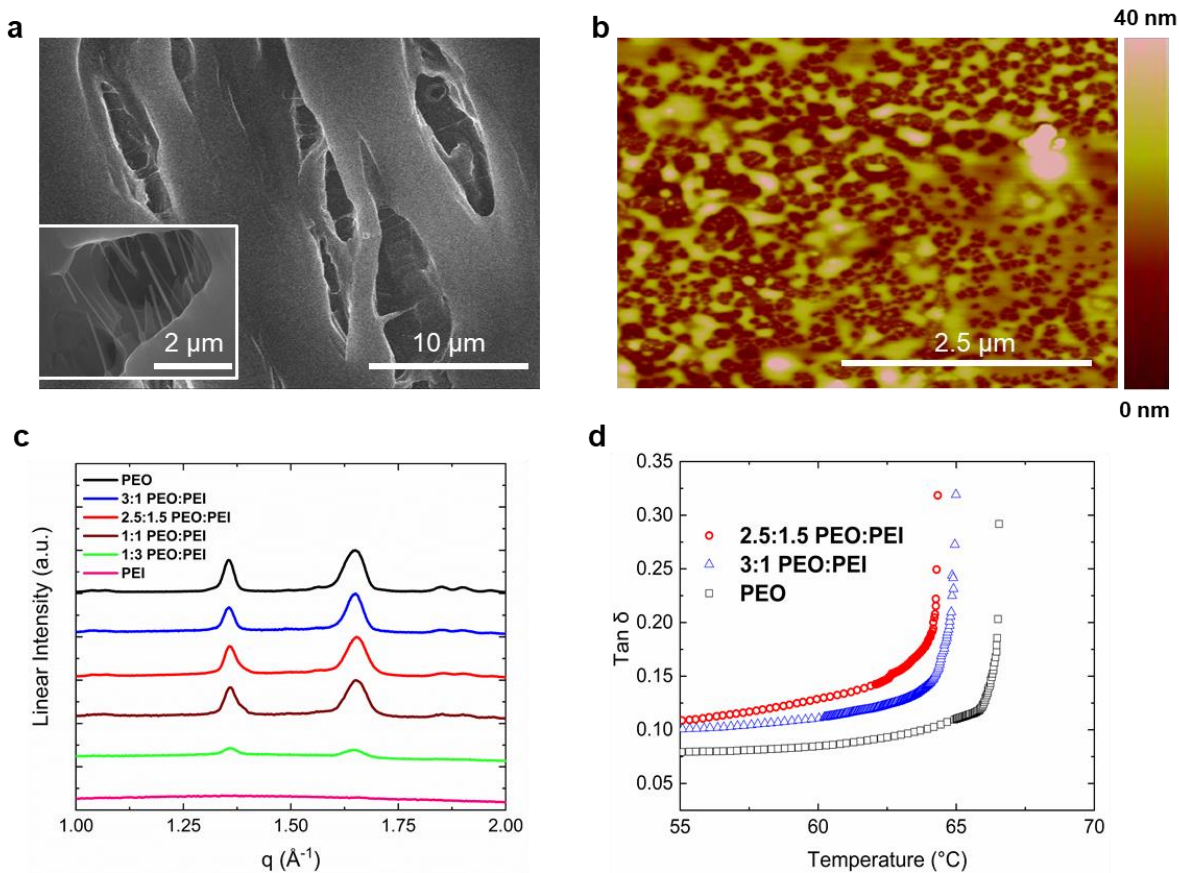 a
2 µm
10 µm
b
2.5 µm
40 nm
0 nm
c
PEO
3:1 PEO:PEI
2.5:1.5 PEO:PEI
1:1 PEO:PEI
1:3 PEO:PEI
PEI
Linear Intensity (a.u.)
1.00 1.25 1.50 1.75 2.00
q (Å⁻¹)
d
0.35
0.30
0.25
0.20
0.15
0.10
0.05
2.5:1.5 PEO:PEI
3:1 PEO:PEI
PEO
Tan δ
55 60 65 70
Temperature (°C)